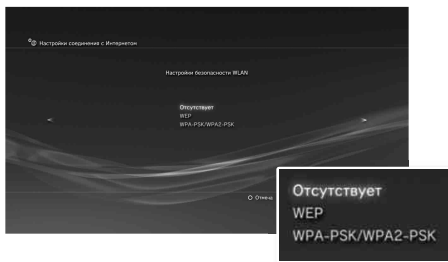 Настройки соединения с Интернетом
Настройки безопасности WLAN
Отсутствует
WEP
WPA-PSK/WPA2-PSK
Отмена
Отсутствует
WEP
WPA-PSK/WPA2-PSK